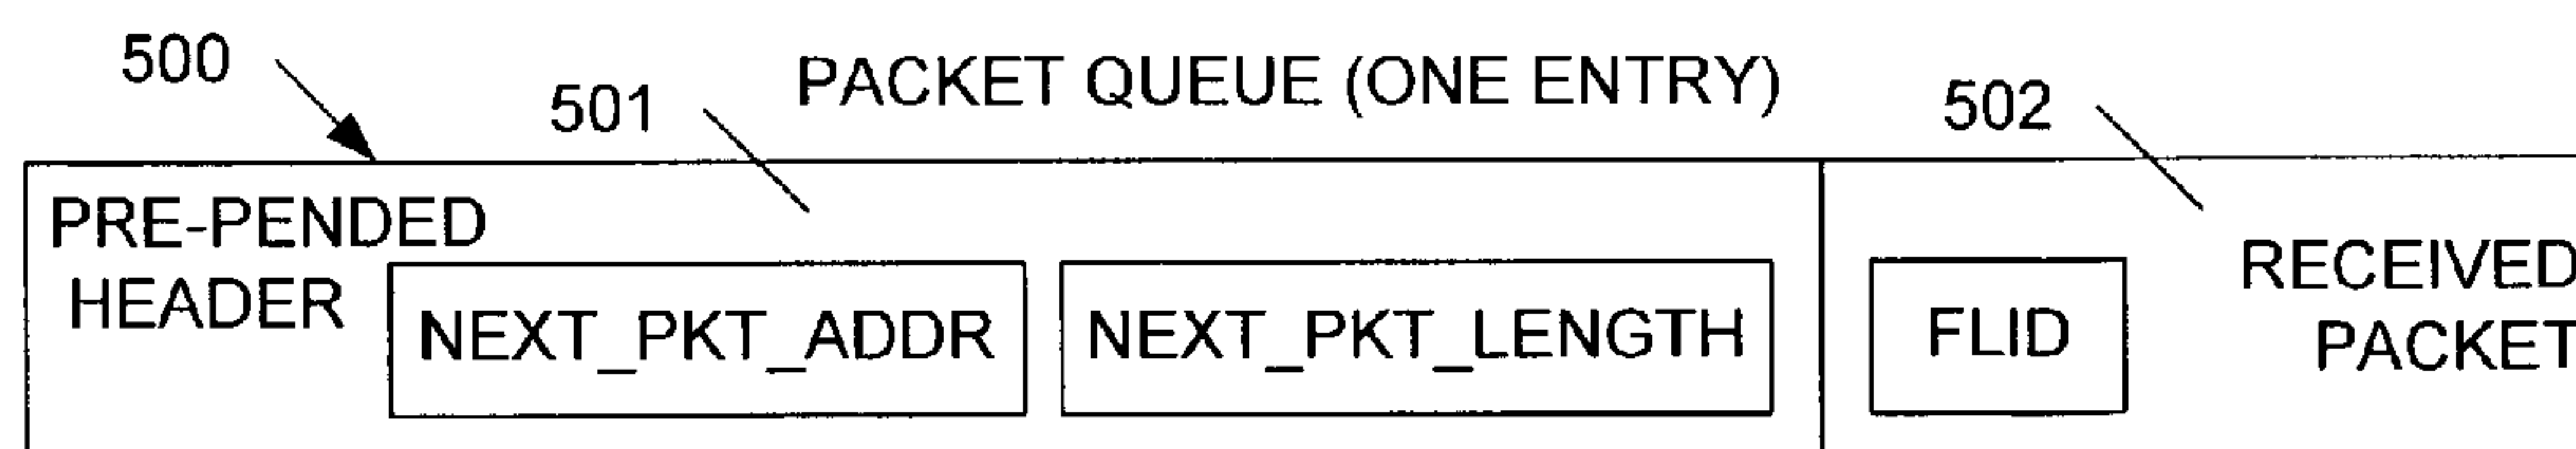 500
501
PACKET QUEUE (ONE ENTRY)
502
PRE-PENDED
HEADER
NEXT_PKT_ADDR
NEXT_PKT_LENGTH
FLID
RECEIVED
PACKET